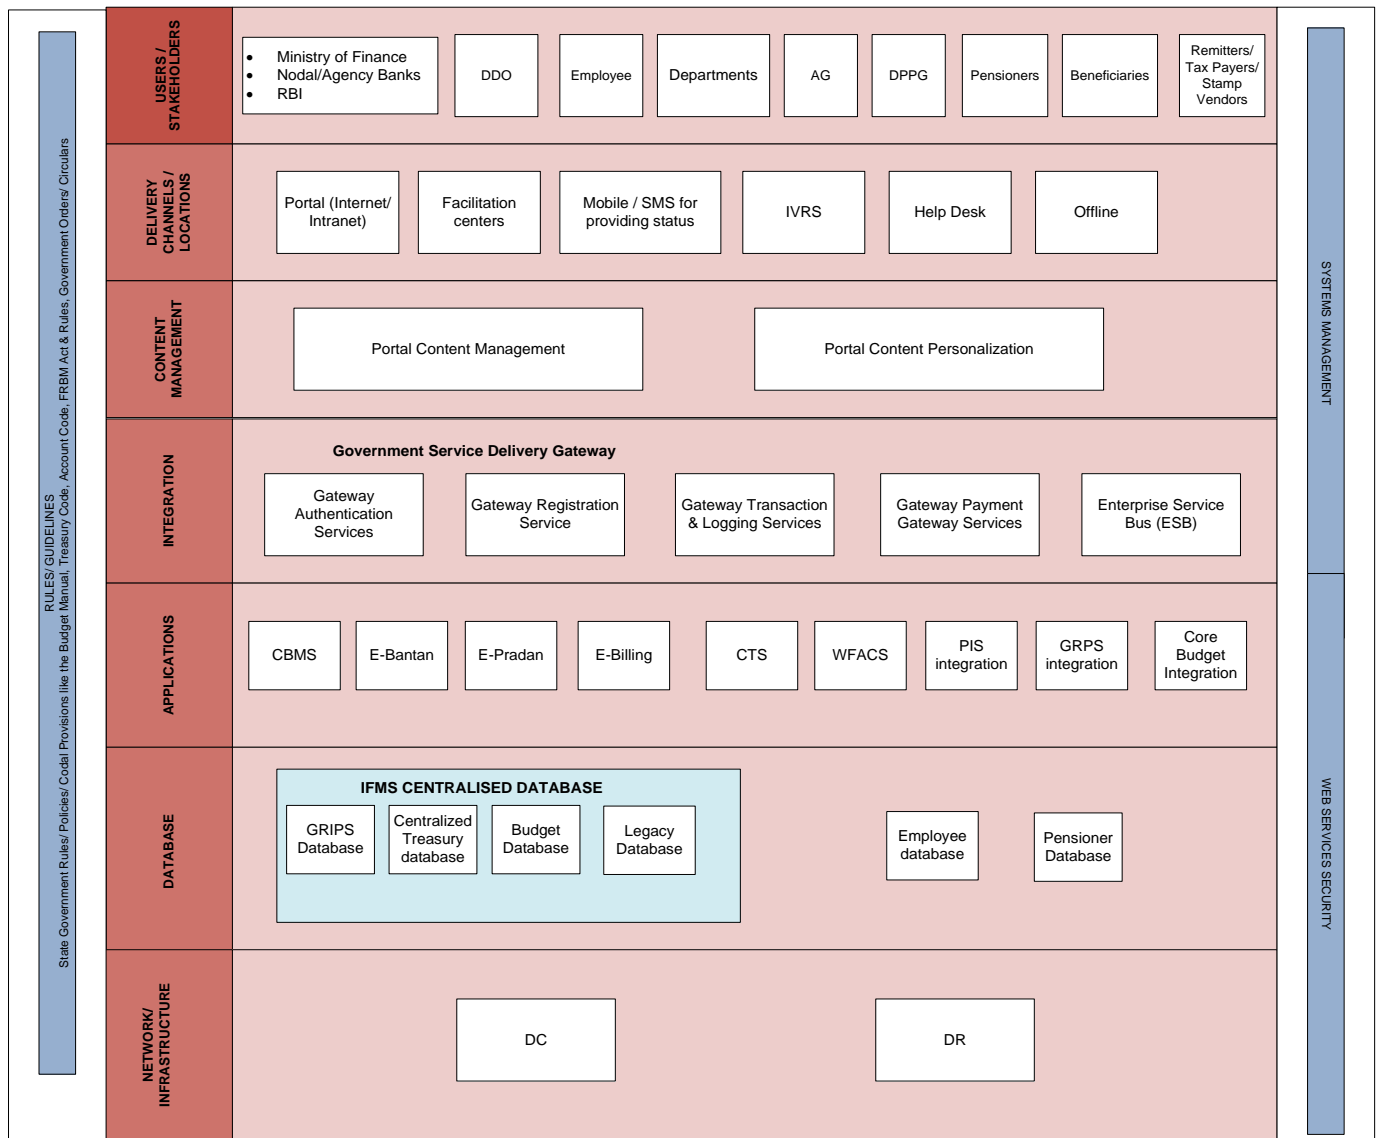 RULES/ GUIDELINES
State Government Rules/ Policies/ Codal Provisions like the Budget Manual, Treasury Code, Account Code, FRBM Act & Rules, Government Orders/ Circulars
USERS /
STAKEHOLDERS
• Ministry of Finance
• Nodal/Agency Banks
• RBI
DDO
Employee
Departments
AG
DPPG
Pensioners
Beneficiaries
Remitters/
Tax Payers/
Stamp
Vendors
DELIVERY
CHANNELS /
LOCATIONS
Portal (Internet/
Intranet)
Facilitation
centers
Mobile / SMS for
providing status
IVRS
Help Desk
Offline
CONTENT
MANAGEMENT
Portal Content Management
Portal Content Personalization
INTEGRATION
Government Service Delivery Gateway
Gateway
Authentication
Services
Gateway Registration
Service
Gateway Transaction
& Logging Services
Gateway Payment
Gateway Services
Enterprise Service
Bus (ESB)
APPLICATIONS
CBMS
E-Bantan
E-Pradan
E-Billing
CTS
WFACS
PIS
integration
GRPS
integration
Core
Budget
Integration
DATABASE
IFMS CENTRALISED DATABASE
GRIPS
Database
Centralized
Treasury
database
Budget
Database
Legacy
Database
Employee
database
Pensioner
Database
NETWORK/
INFRASTRUCTURE
DC
DR
SYSTEMS MANAGEMENT
WEB SERVICES SECURITY